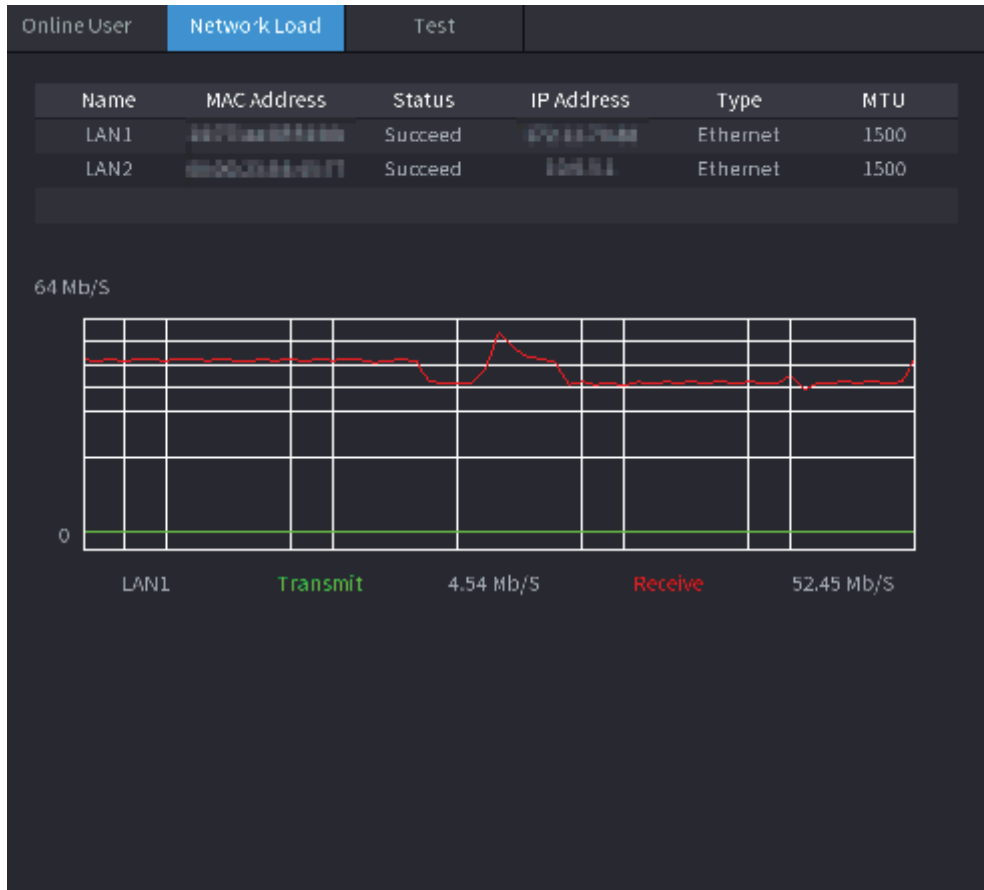 Online User Network Load Test
Name MAC Address Status IP Address Type MTU
LAN1 Succeed Ethernet 1500
LAN2 Succeed Ethernet 1500
64 Mb/S
0
LAN1 Transmit 4.54 Mb/S Receive 52.45 Mb/S